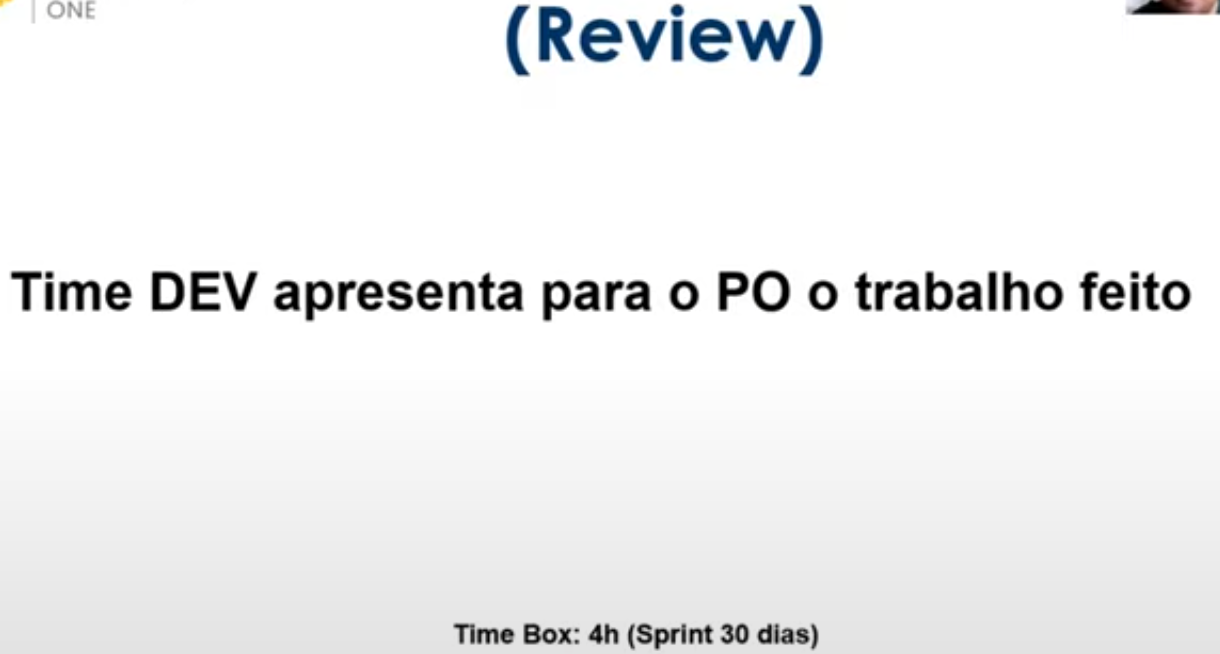 ONE
(Review)
Time DEV apresenta para o PO o trabalho feito
Time Box: 4h (Sprint 30 dias)